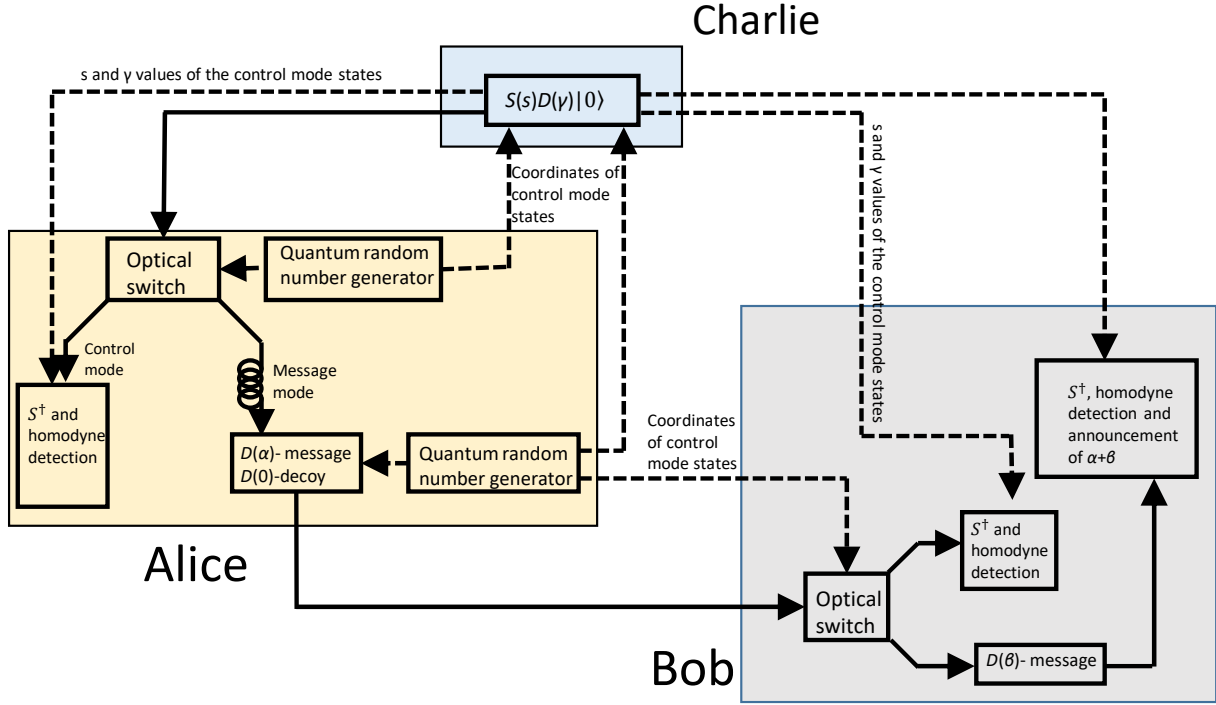 Charlie
s and γ values of the control mode states
S(s)D(γ)|0⟩
s and γ values of the control mode states
Coordinates of
control mode
states
Optical
switch
Quantum random
number generator
Control
mode
Message
mode
S† and
homodyne
detection
D(α)- message
D(0)-decoy
Quantum random
number generator
Coordinates
of control
mode states
Alice
S†, homodyne
detection and
announcement
of α+β
S† and
homodyne
detection
Optical
switch
D(β)- message
Bob